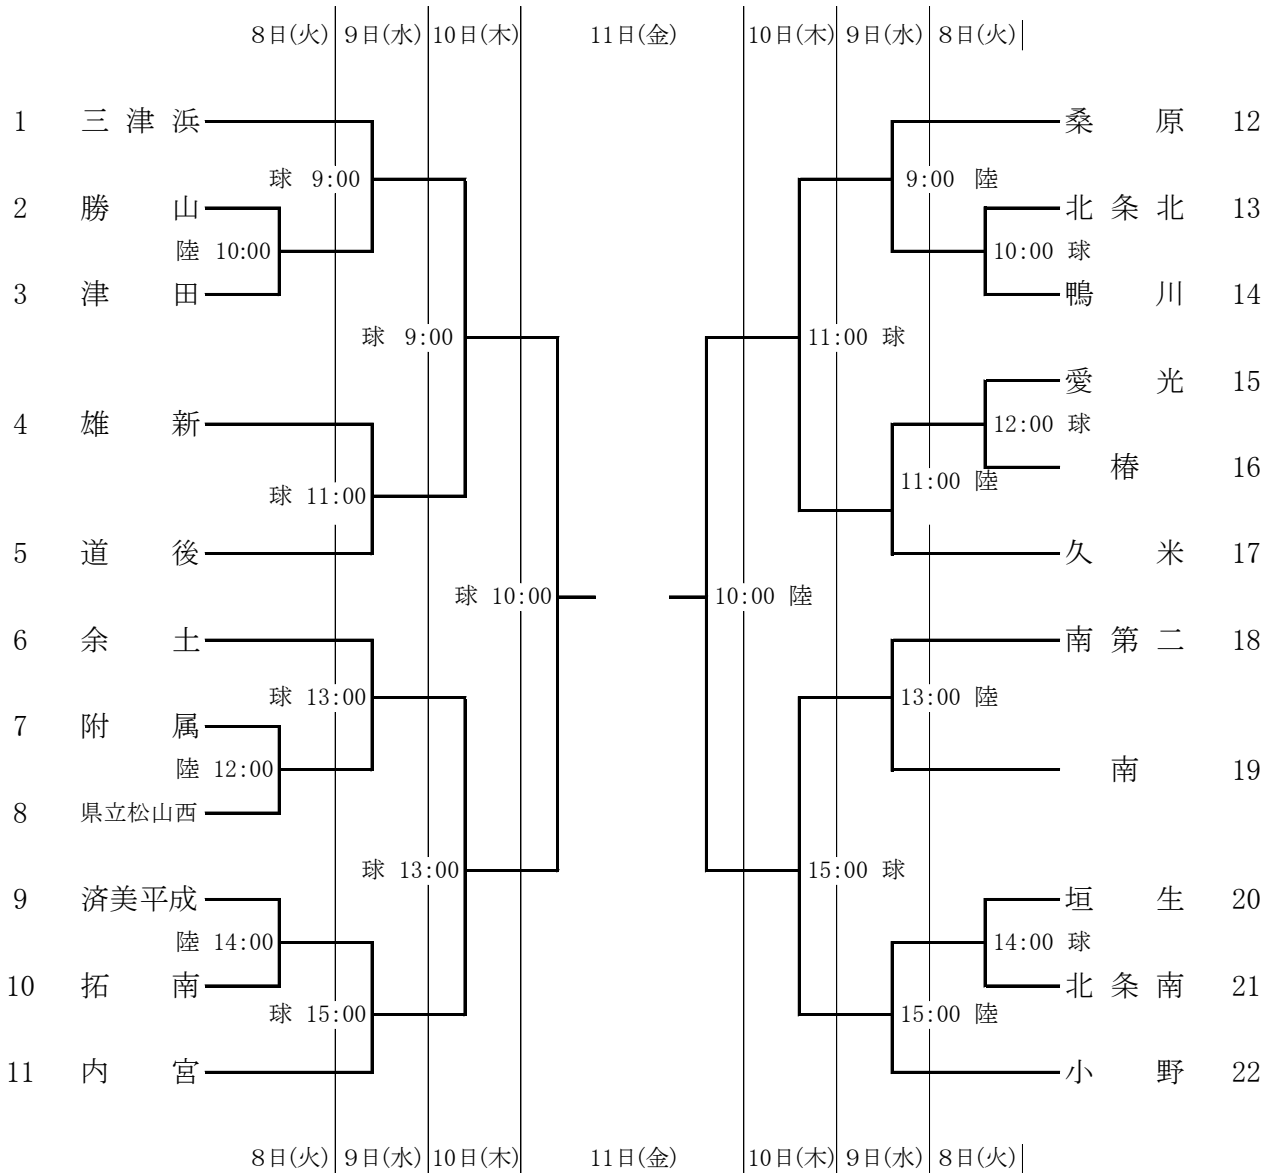 8日(火) 9日(水) 10日(木) 11日(金) 10日(木) 9日(水) 8日(火)
1 三津浜 桑原 12
球 9:00 9:00 陸
2 勝山 北条北 13
陸 10:00 10:00 球
3 津田 鴨川 14
球 9:00 11:00 球
愛光 15
4 雄新 12:00 球
椿 16
11:00 陸
球 11:00
5 道後 久米 17
球 10:00 10:00 陸
6 余土 南第二 18
球 13:00 13:00 陸
7 附属
陸 12:00 南 19
8 県立松山西
球 13:00 15:00 球
9 済美平成 垣生 20
陸 14:00 14:00 球
10 拓南 北条南 21
球 15:00 15:00 陸
11 内宮 小野 22
8日(火) 9日(水) 10日(木) 11日(金) 10日(木) 9日(水) 8日(火)